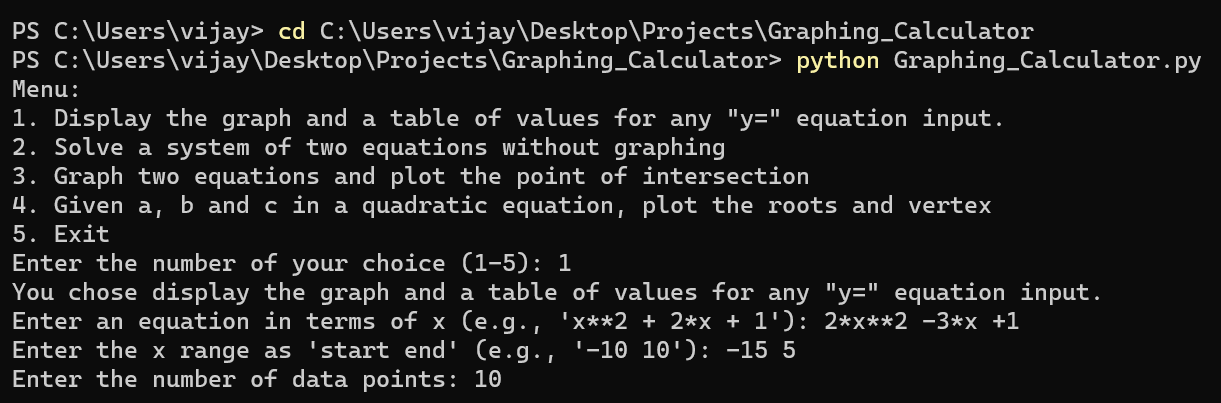 PS C:\Users\vijay> cd C:\Users\vijay\Desktop\Projects\Graphing_Calculator
PS C:\Users\vijay\Desktop\Projects\Graphing_Calculator> python Graphing_Calculator.py
Menu:
1. Display the graph and a table of values for any "y=" equation input.
2. Solve a system of two equations without graphing
3. Graph two equations and plot the point of intersection
4. Given a, b and c in a quadratic equation, plot the roots and vertex
5. Exit
Enter the number of your choice (1-5): 1
You chose display the graph and a table of values for any "y=" equation input.
Enter an equation in terms of x (e.g., 'x**2 + 2*x + 1'): 2*x**2 -3*x +1
Enter the x range as 'start end' (e.g., '-10 10'): -15 5
Enter the number of data points: 10